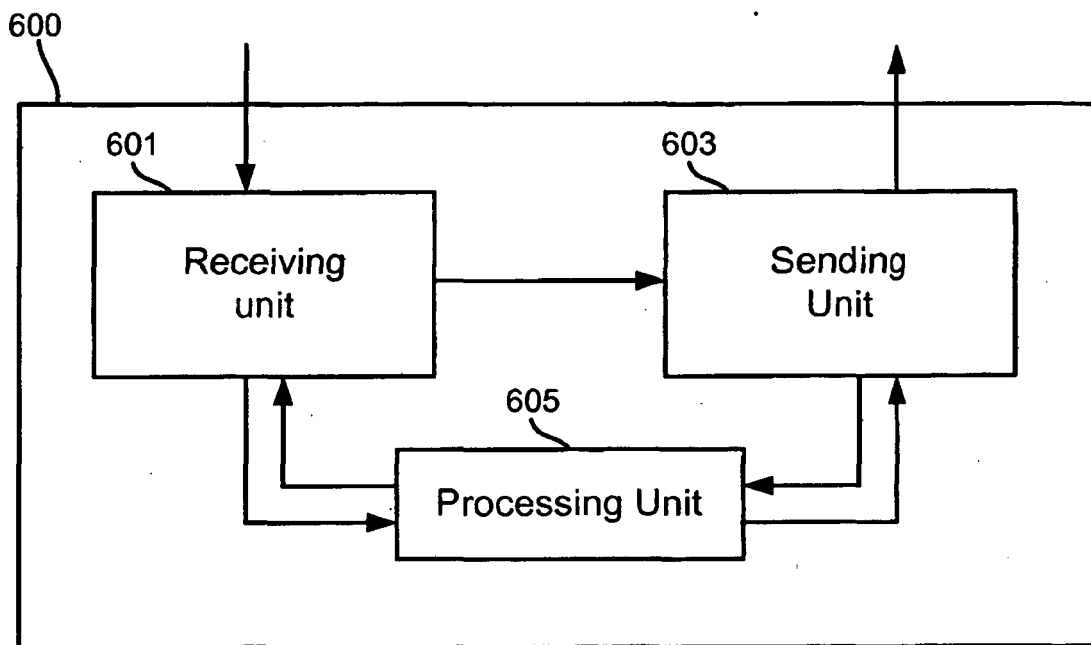 600
601
603
Receiving
unit
Sending
Unit
605
Processing Unit